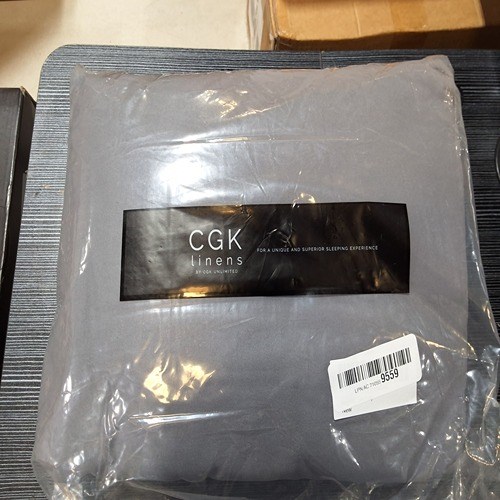 CGK
linens
BY CGK UNLIMITED
FOR A UNIQUE AND SUPERIOR SLEEPING EXPERIENCE
9559